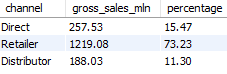 channel gross_sales_mln percentage
Direct 257.53 15.47
Retailer 1219.08 73.23
Distributor 188.03 11.30